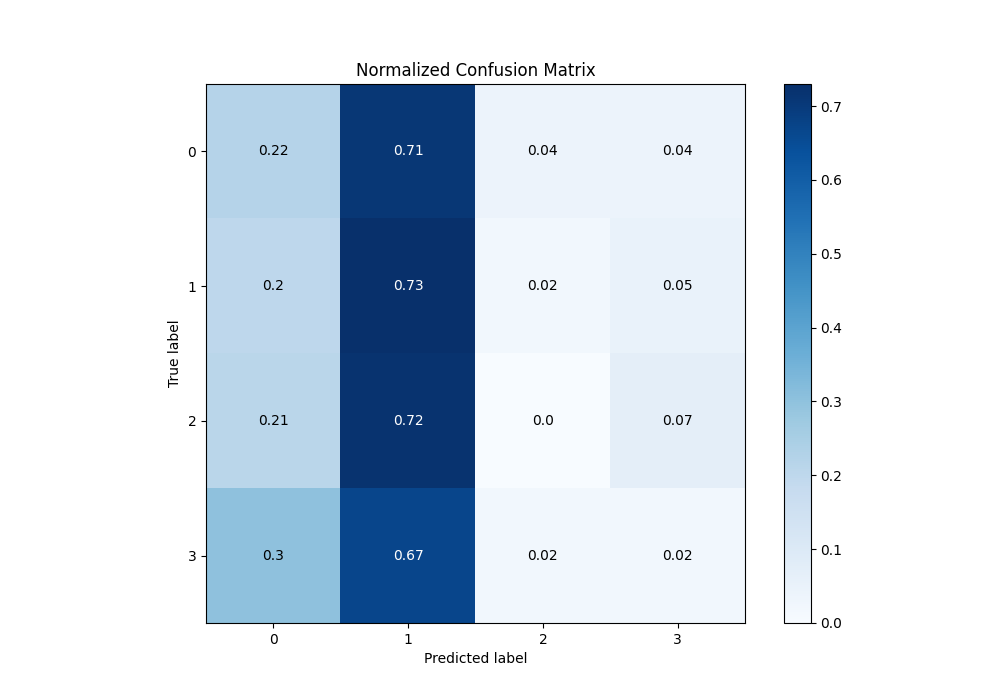 Normalized Confusion Matrix
True label
0 0.22 0.71 0.04 0.04
1 0.2 0.73 0.02 0.05
2 0.21 0.72 0.0 0.07
3 0.3 0.67 0.02 0.02
0 1 2 3
Predicted label
0.7
0.6
0.5
0.4
0.3
0.2
0.1
0.0